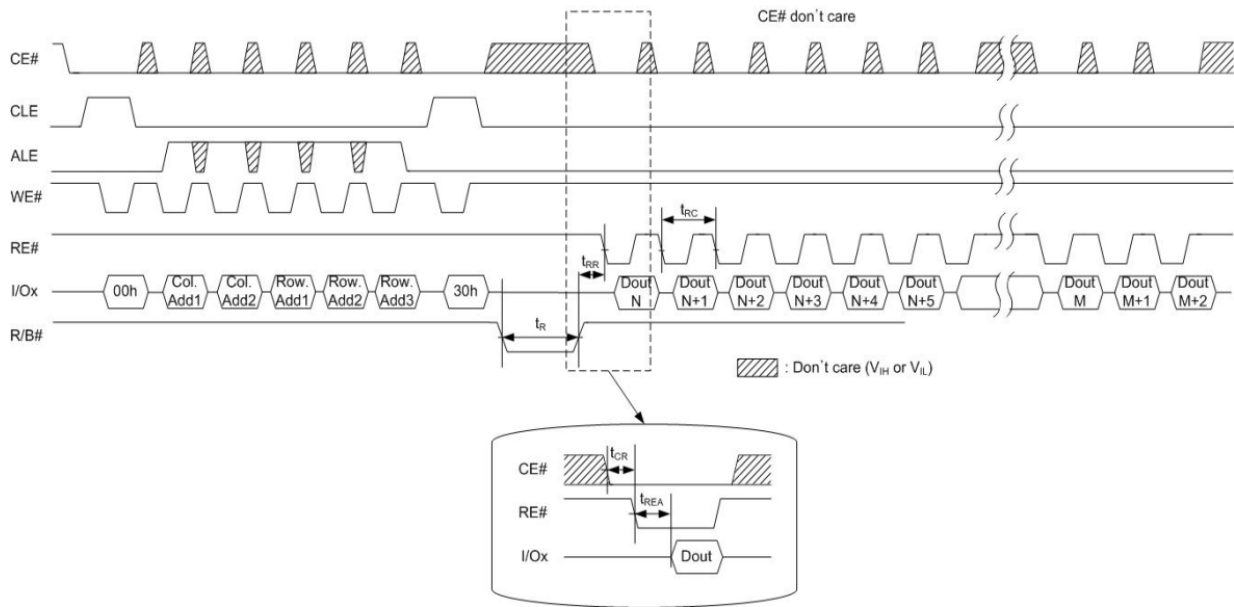 CE# don't care
CE#
CLE
ALE
WE#
RE#
tRC
tRR
I/Ox
00h
Col. Add1
Col. Add2
Row. Add1
Row. Add2
Row. Add3
30h
Dout N
Dout N+1
Dout N+2
Dout N+3
Dout N+4
Dout N+5
Dout M
Dout M+1
Dout M+2
R/B#
tR
: Don't care (VIH or VIL)
CE#
tCR
RE#
tREA
I/Ox
Dout